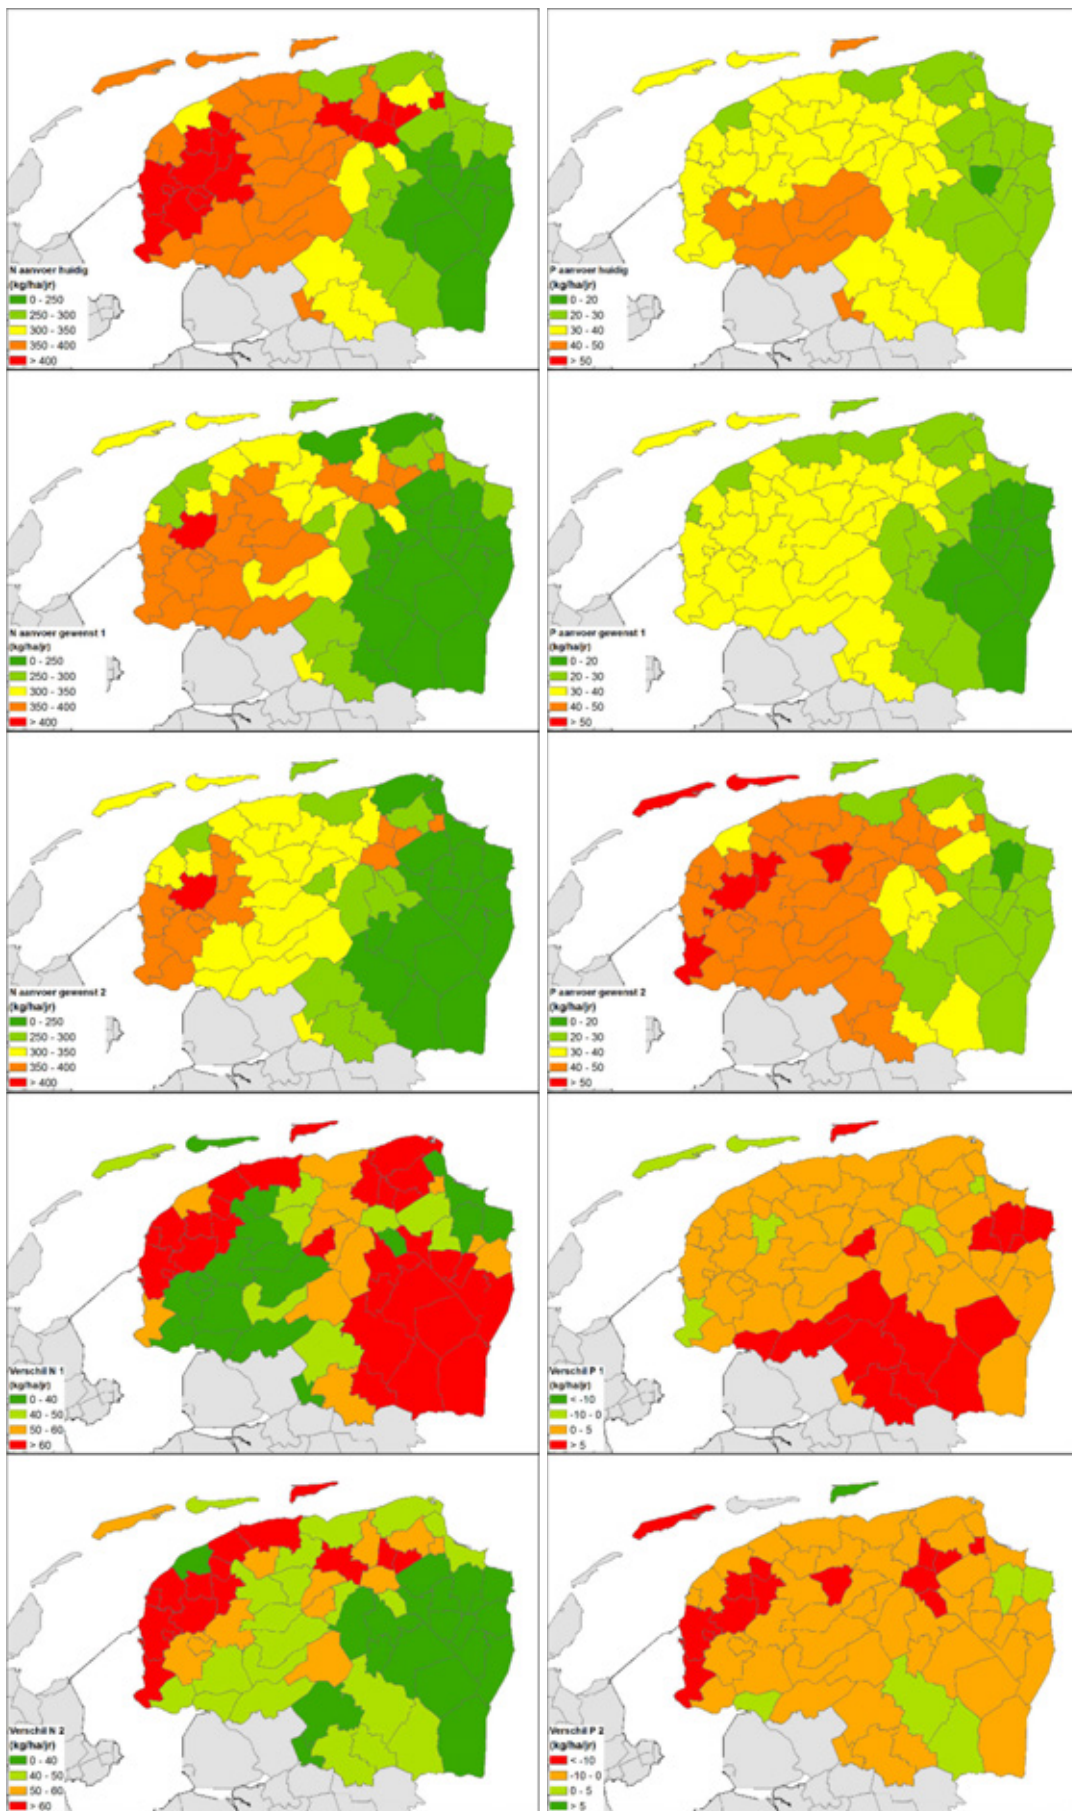 N aanvoer huidig
(kg/ha/jr)
0 - 250
250 - 300
300 - 350
350 - 400
> 400
P aanvoer huidig
(kg/ha/jr)
0 - 20
20 - 30
30 - 40
40 - 50
> 50
N aanvoer gewenst 1
(kg/ha/jr)
0 - 250
250 - 300
300 - 350
350 - 400
> 400
P aanvoer gewenst 1
(kg/ha/jr)
0 - 20
20 - 30
30 - 40
40 - 50
> 50
N aanvoer gewenst 2
(kg/ha/jr)
0 - 250
250 - 300
300 - 350
350 - 400
> 400
P aanvoer gewenst 2
(kg/ha/jr)
0 - 20
20 - 30
30 - 40
40 - 50
> 50
Verschil N 1
(kg/ha/jr)
0 - 40
40 - 50
50 - 60
> 60
Verschil P 1
(kg/ha/jr)
< -10
-10 - 0
0 - 5
> 5
Verschil N 2
(kg/ha/jr)
0 - 40
40 - 50
50 - 60
> 60
Verschil P 2
(kg/ha/jr)
< -10
-10 - 0
0 - 5
> 5